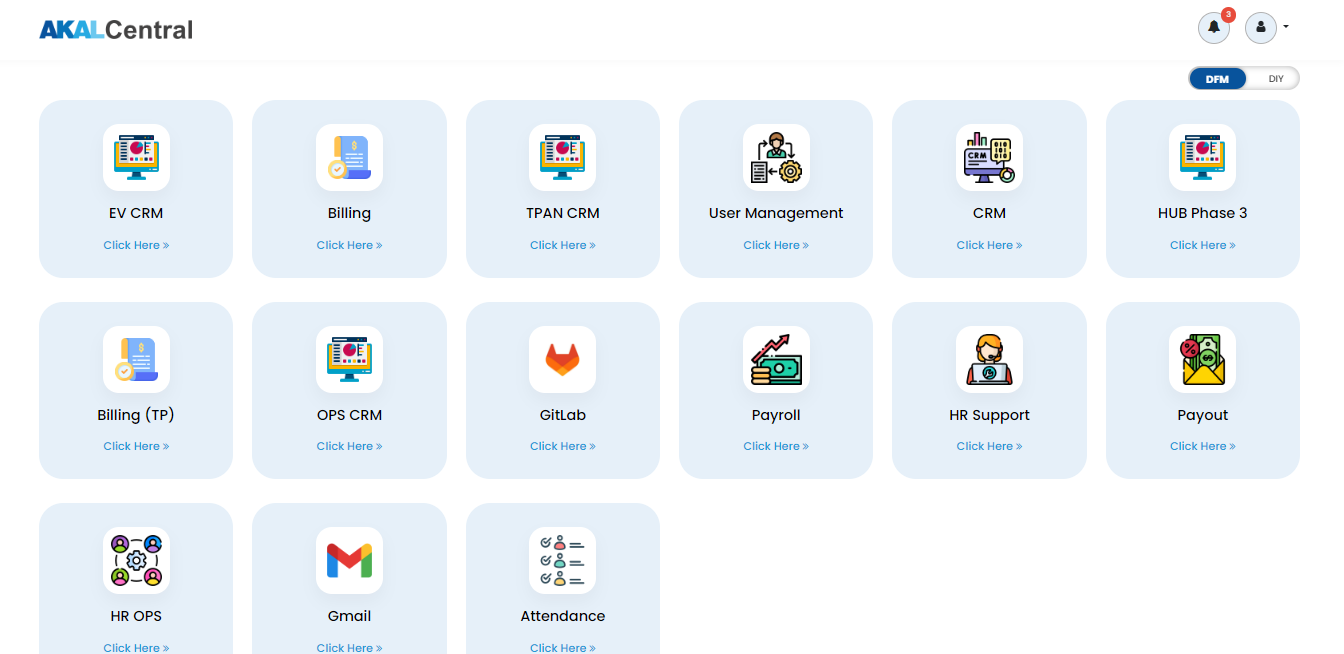 AKALCentral
3
DFM
DIY
EV CRM
Billing
TPAN CRM
User Management
CRM
CRM
HUB Phase 3
Click Here »
Click Here »
Click Here »
Click Here »
Click Here »
Click Here »
Billing (TP)
OPS CRM
GitLab
Payroll
HR Support
Payout
Click Here »
Click Here »
Click Here »
Click Here »
Click Here »
Click Here »
HR OPS
Gmail
Attendance
Click Here »
Click Here »
Click Here »